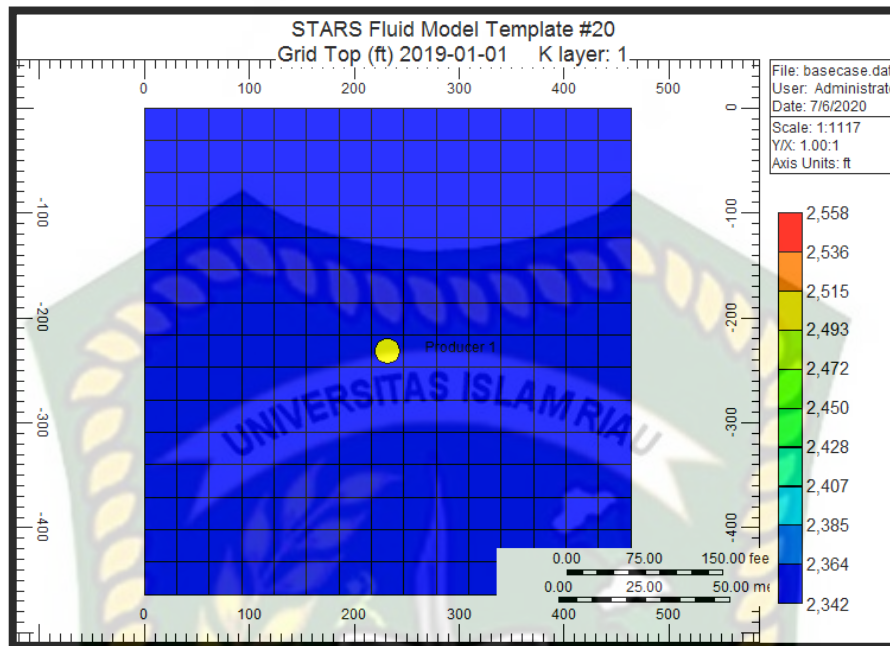 STARS Fluid Model Template #20
Grid Top (ft) 2019-01-01 K layer: 1
File: basecase.dat
User: Administrato
Date: 7/6/2020
Scale: 1:1117
Y/X: 1.00:1
Axis Units: ft
0 100 200 300 400 500
0 0
-100 -100
-200 -200
-300 -300
-400 -400
2,558
2,536
2,515
2,493
2,472
2,450
2,428
2,407
2,385
2,364
2,342
Producer 1
UNIVERSITAS ISLAM RIAU
0.00 75.00 150.00 fee
0.00 25.00 50.00 me
0 100 200 300 400 500